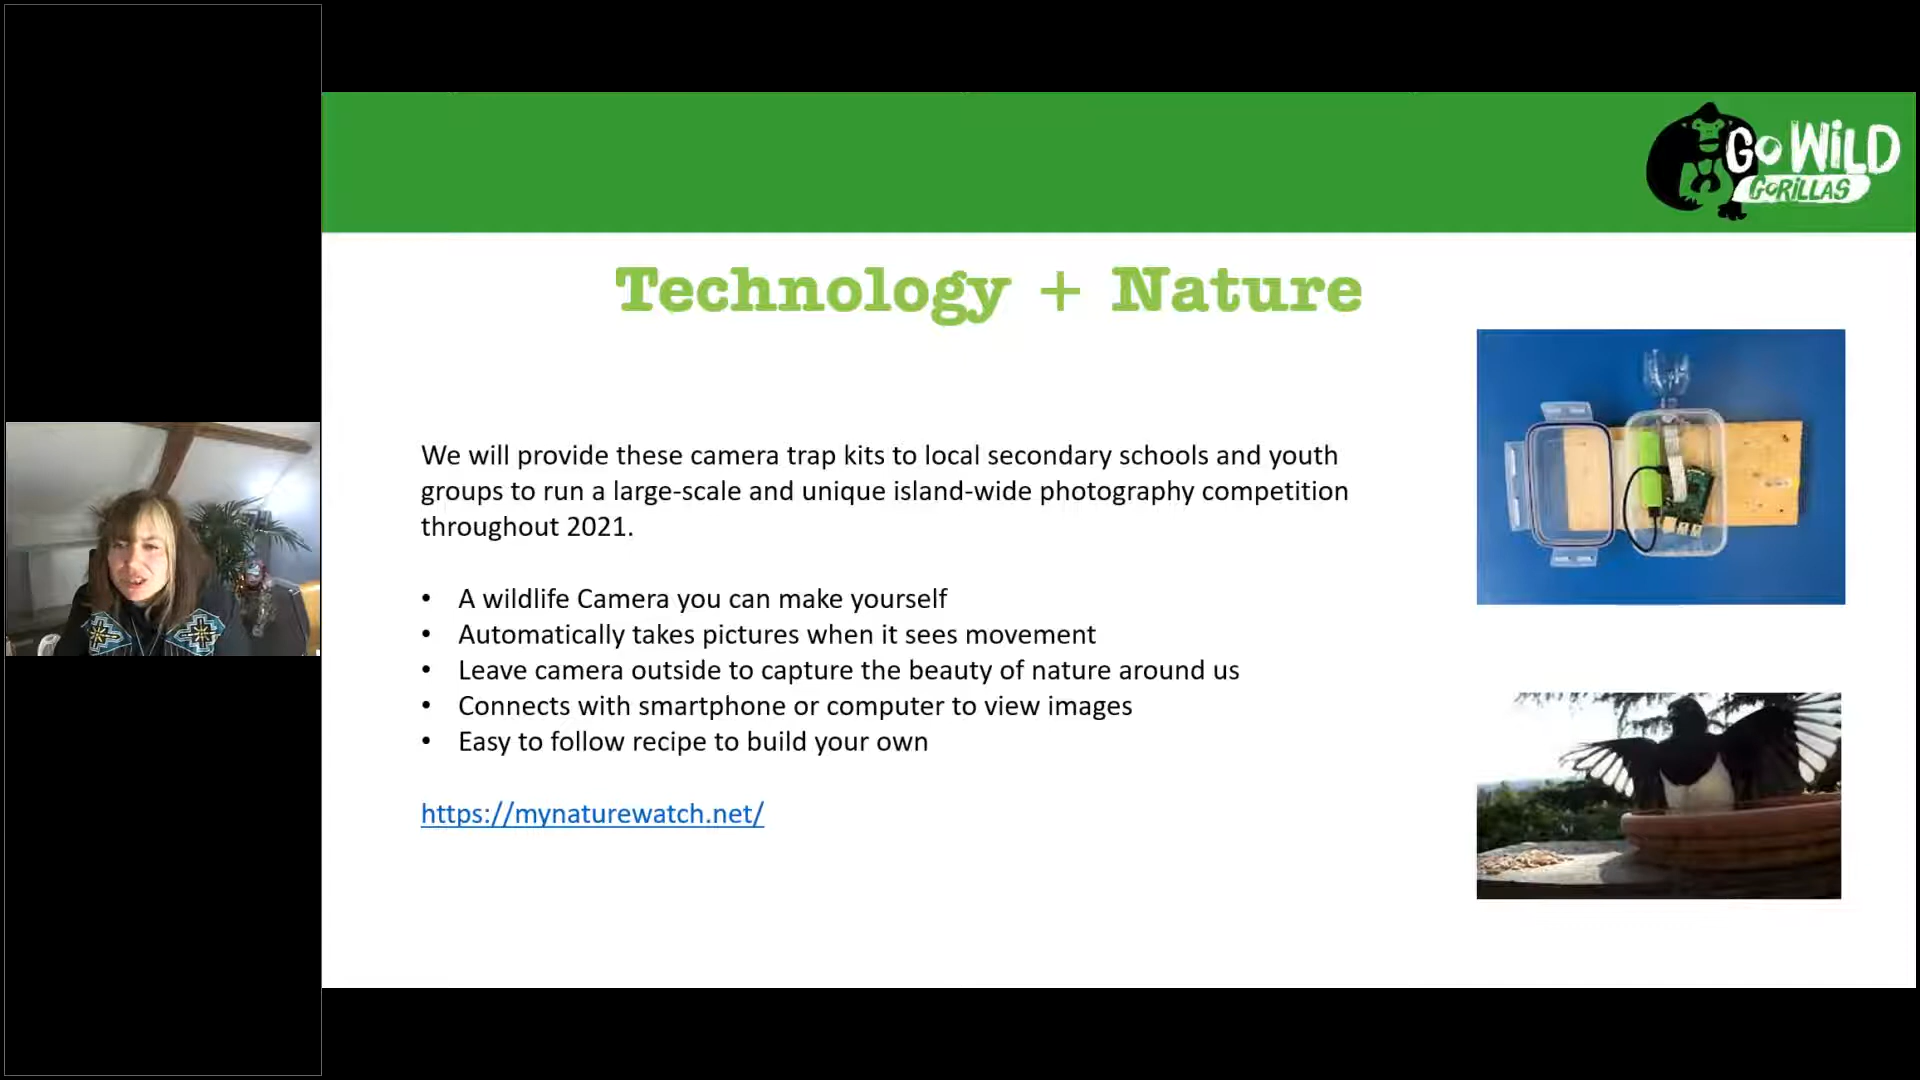 GO WiLD
GORiLLAS
Technology + Nature
We will provide these camera trap kits to local secondary schools and youth
groups to run a large-scale and unique island-wide photography competition
throughout 2021.
• A wildlife Camera you can make yourself
• Automatically takes pictures when it sees movement
• Leave camera outside to capture the beauty of nature around us
• Connects with smartphone or computer to view images
• Easy to follow recipe to build your own
https://mynaturewatch.net/